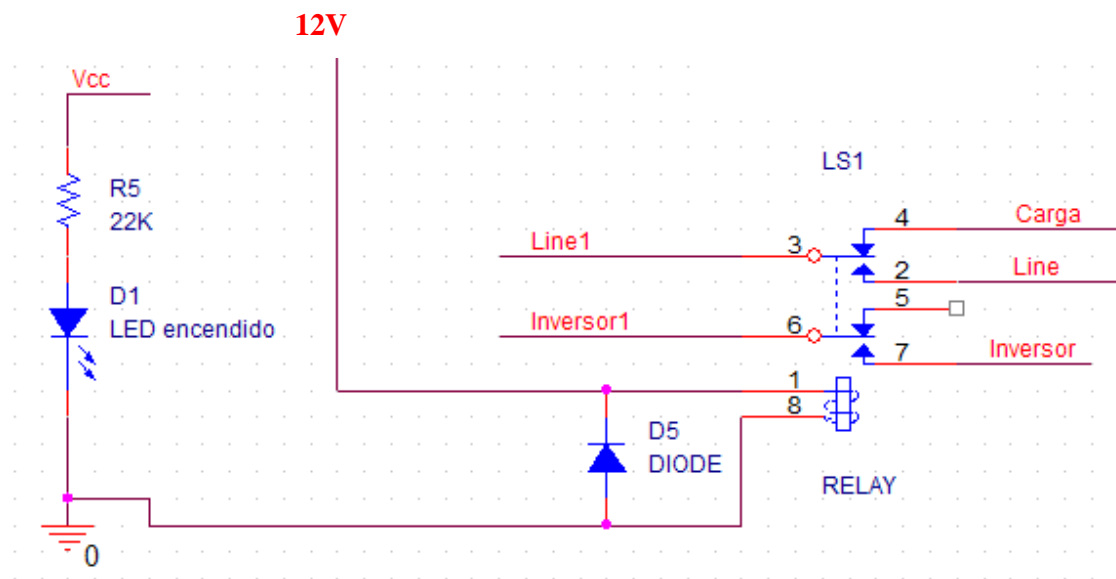 12V
Vcc
R5
22K
D1
LED encendido
0
LS1
Line1
3
4
Carga
2
Line
5
Inversor1
6
7
Inversor
1
8
D5
DIODE
RELAY